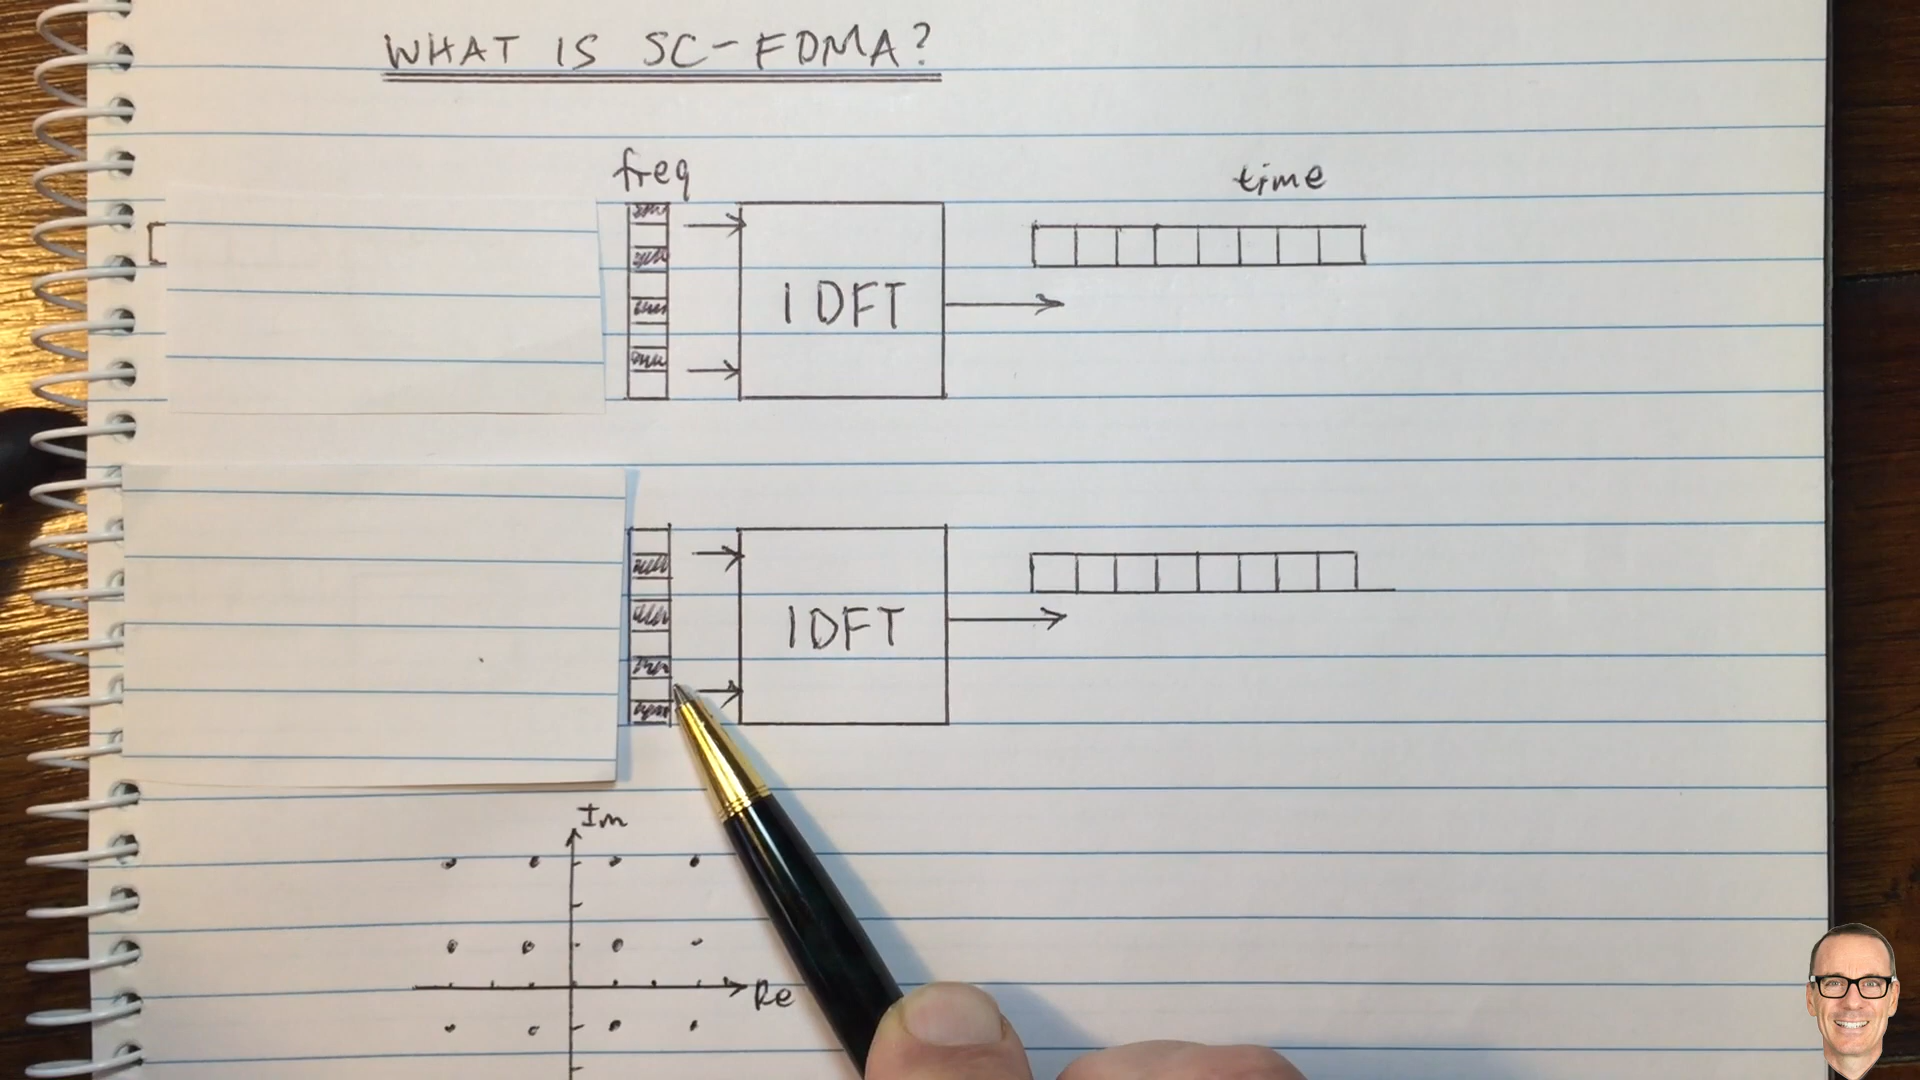 WHAT IS SC-FDMA?
freq
time
IDFT
IDFT
Im
Re